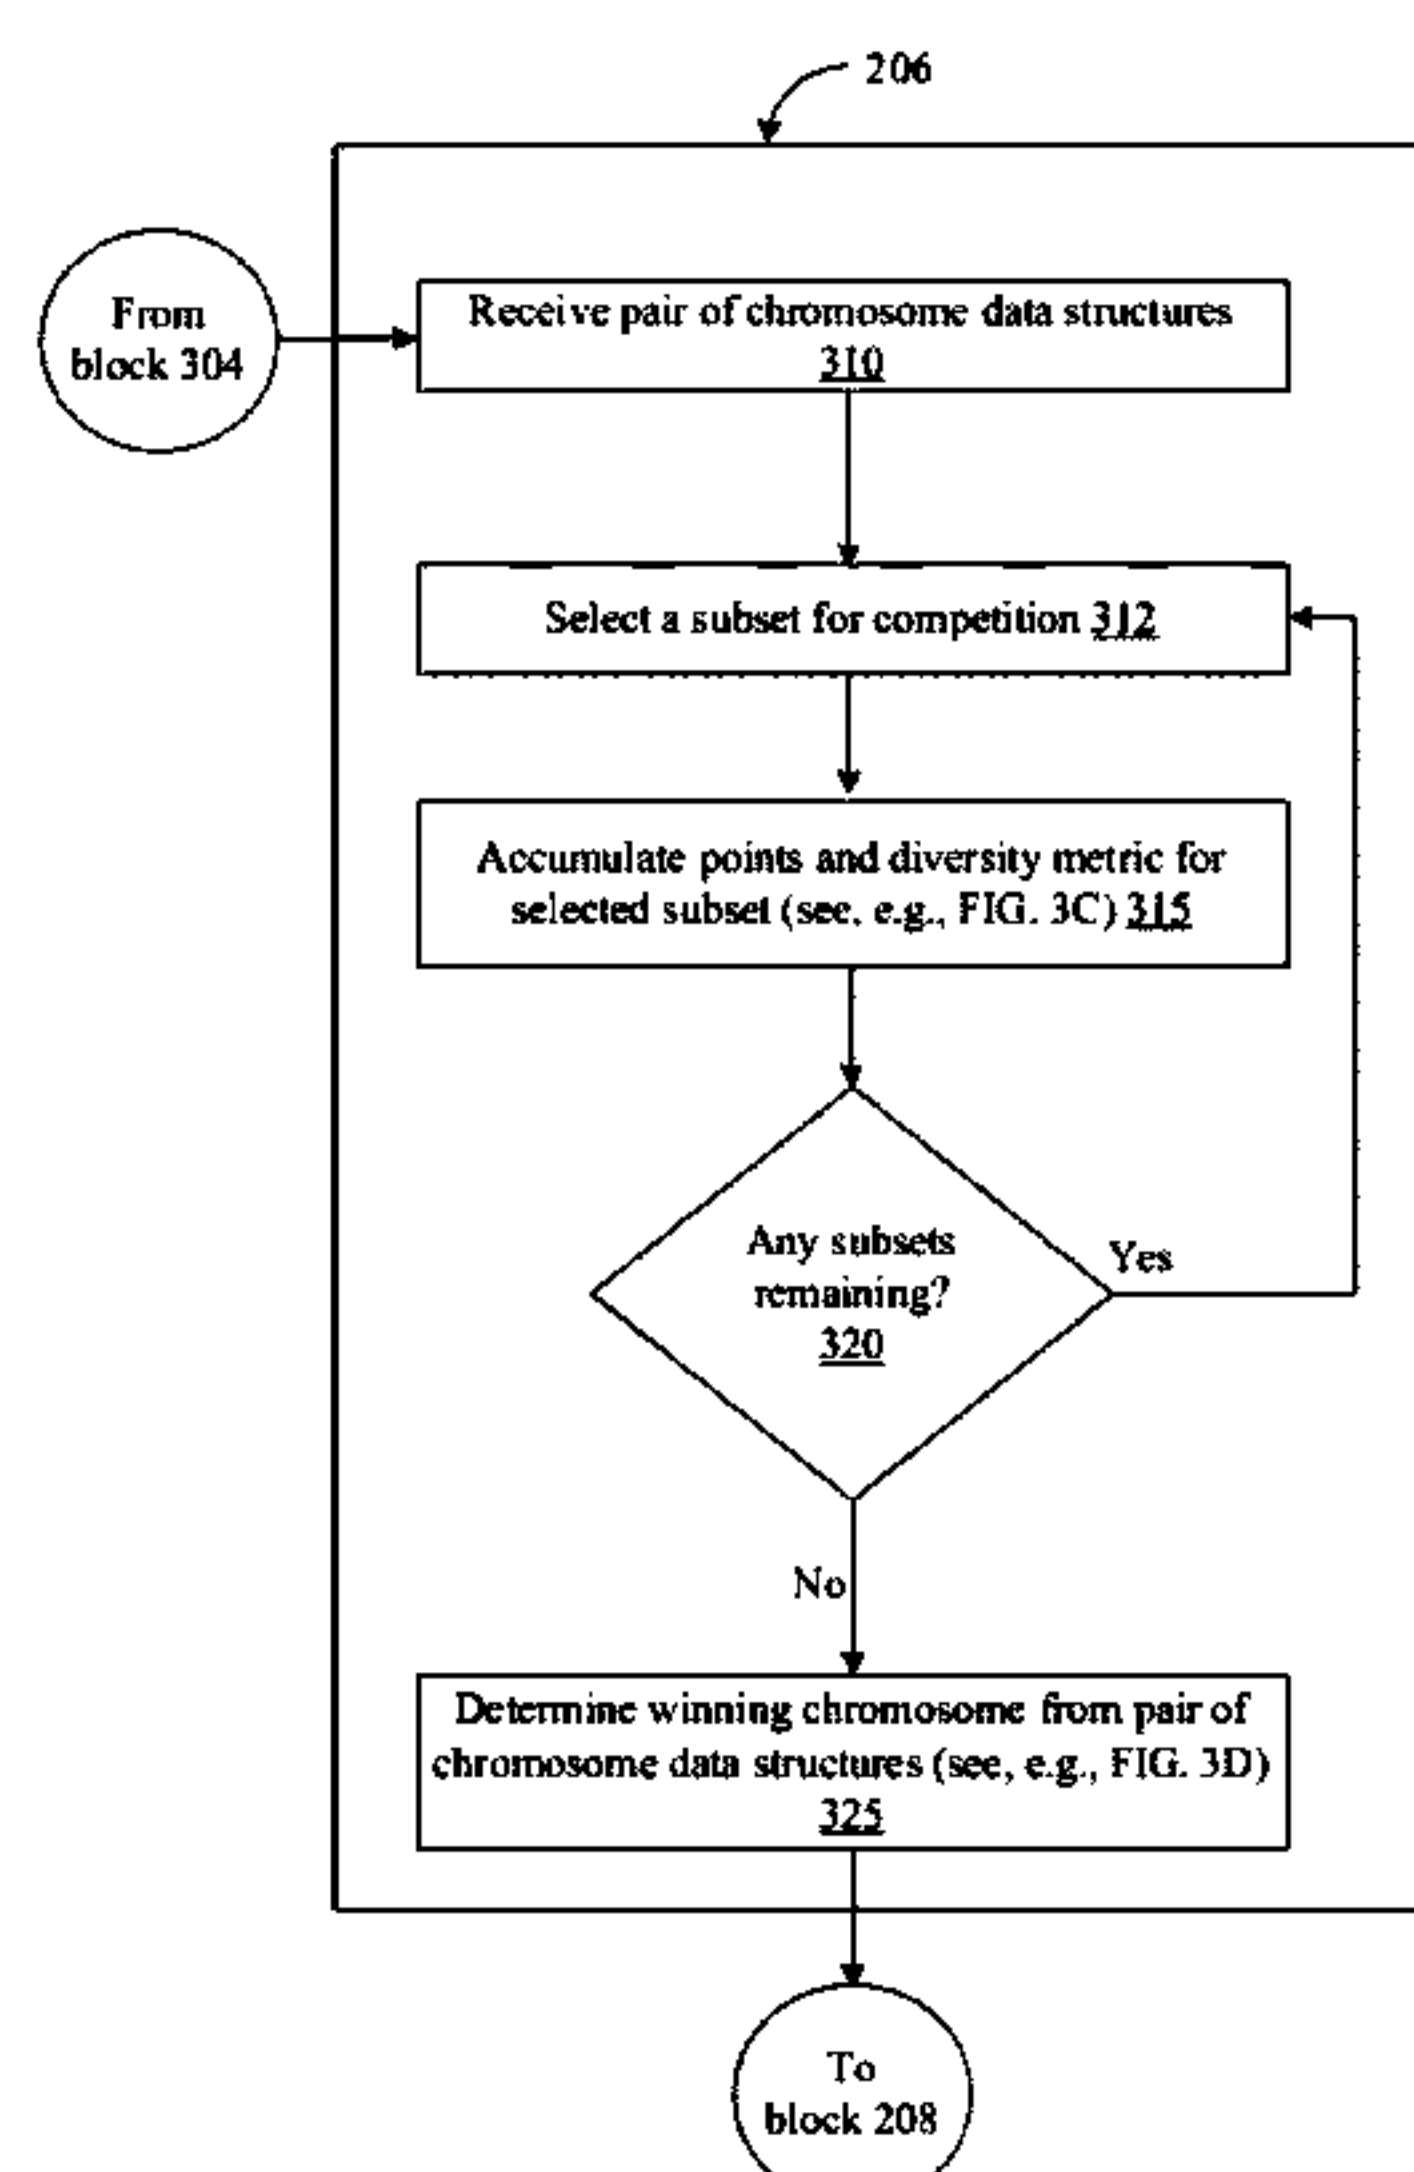 206
From
block 304
Receive pair of chromosome data structures
310
Select a subset for competition 312
Accumulate points and diversity metric for
selected subset (see, e.g., FIG. 3C) 315
Any subsets
remaining?
320
Yes
No
Determine winning chromosome from pair of
chromosome data structures (see, e.g., FIG. 3D)
325
To
block 208